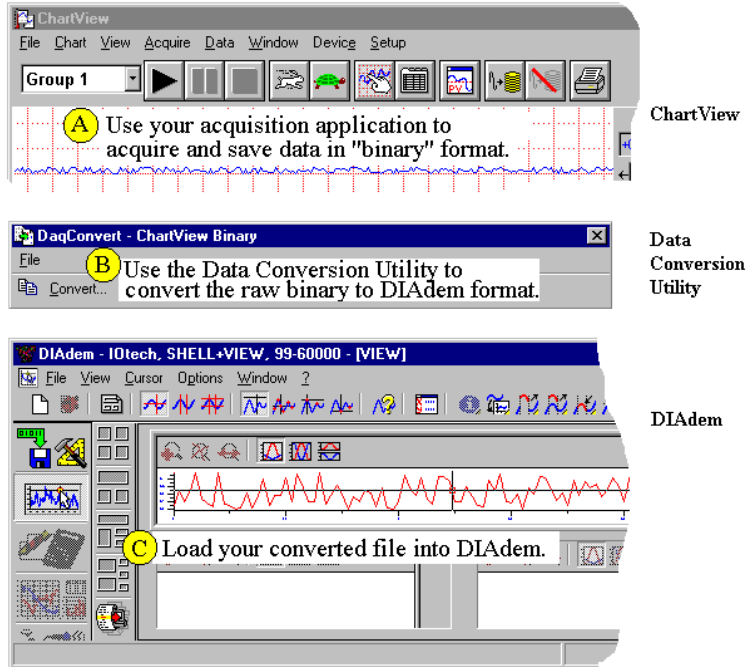 ChartView
File Chart View Acquire Data Window Device Setup
Group 1
PV
A Use your acquisition application to
acquire and save data in "binary" format.
ChartView
DaqConvert - ChartView Binary
File
Convert...
B Use the Data Conversion Utility to
convert the raw binary to DIAdem format.
Data
Conversion
Utility
DIAdem - IOtech, SHELL+VIEW, 99-60000 - [VIEW]
File View Cursor Options Window ?
C Load your converted file into DIAdem.
DIAdem